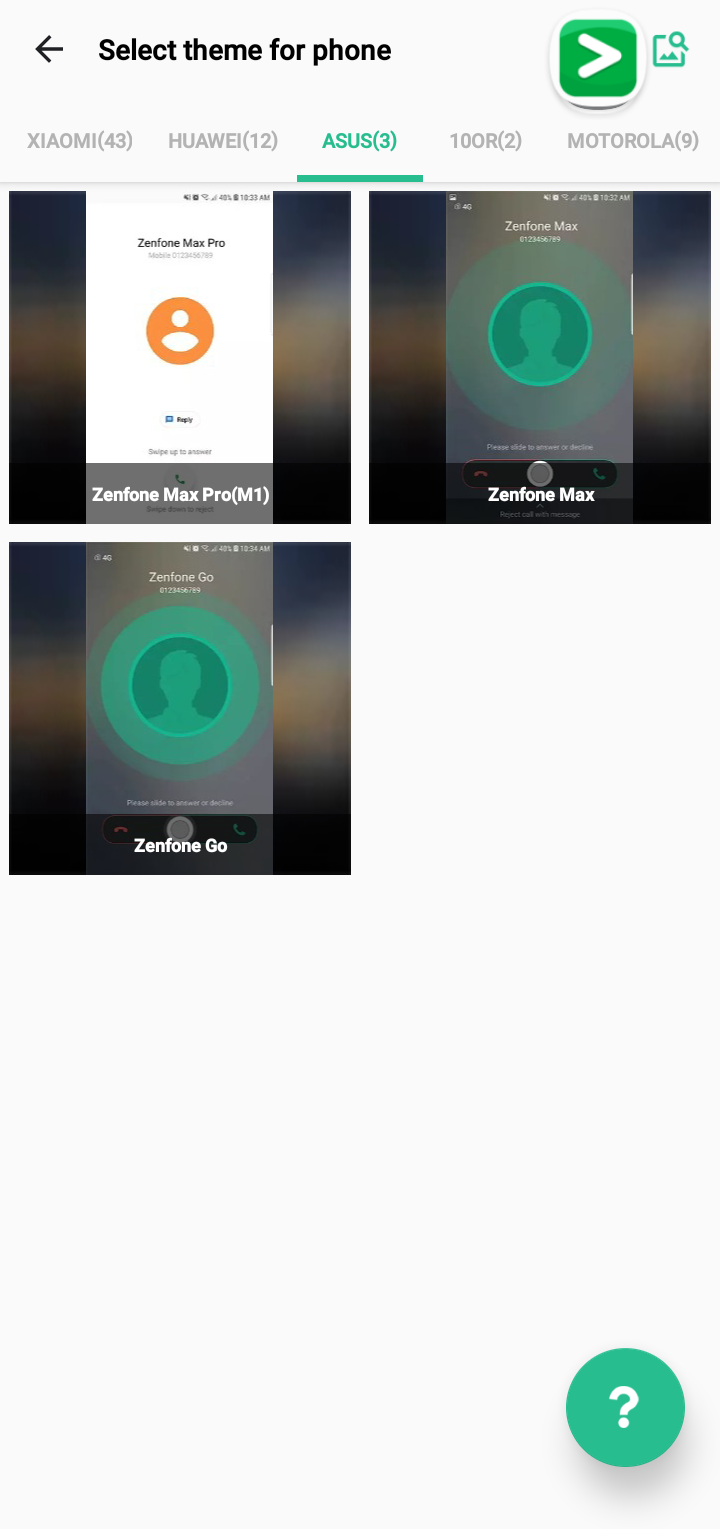 Select theme for phone
XIAOMI(43) HUAWEI(12) ASUS(3) 10OR(2) MOTOROLA(9)
40% 10:33 AM
Zenfone Max Pro
Mobile 0123456789
Reply
Swipe up to answer
Zenfone Max Pro(M1)
Swipe down to reject
40% 10:32 AM
4G
Zenfone Max
0123456789
Please slide to answer or decline
Zenfone Max
Reject call with message
40% 10:34 AM
4G
Zenfone Go
0123456789
Please slide to answer or decline
Zenfone Go
?